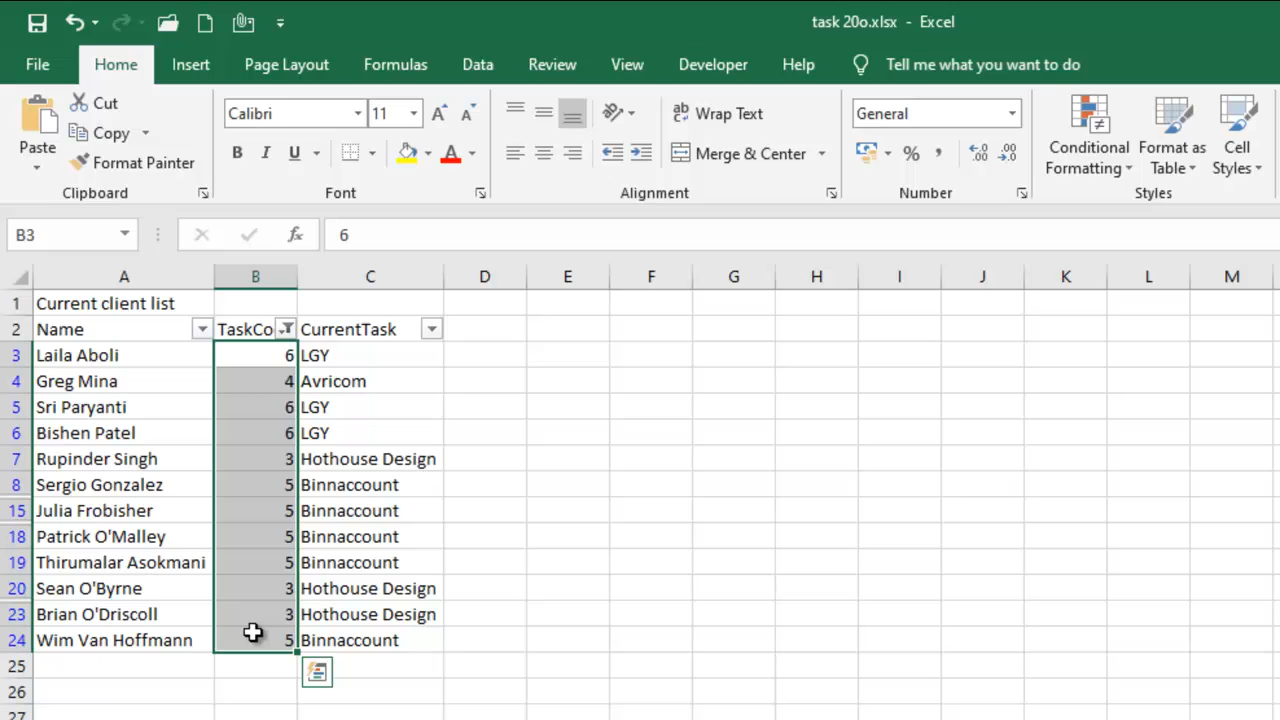 task 20o.xlsx - Excel
File Home Insert Page Layout Formulas Data Review View Developer Help Tell me what you want to do
Cut
Copy
Format Painter
Paste
Clipboard
Calibri 11 A A
B I U A
Font
ab Wrap Text
Merge & Center
Alignment
General
% , .00 .0
Number
Conditional Formatting
Format as Table
Cell Styles
Styles
B3 fx 6
A B C D E F G H I J K L M
1 Current client list
2 Name TaskCo CurrentTask
3 Laila Aboli 6 LGY
4 Greg Mina 4 Avricom
5 Sri Paryanti 6 LGY
6 Bishen Patel 6 LGY
7 Rupinder Singh 3 Hothouse Design
8 Sergio Gonzalez 5 Binnaccount
15 Julia Frobisher 5 Binnaccount
18 Patrick O'Malley 5 Binnaccount
19 Thirumalar Asokmani 5 Binnaccount
20 Sean O'Byrne 3 Hothouse Design
23 Brian O'Driscoll 3 Hothouse Design
24 Wim Van Hoffmann 5 Binnaccount
25
26
27